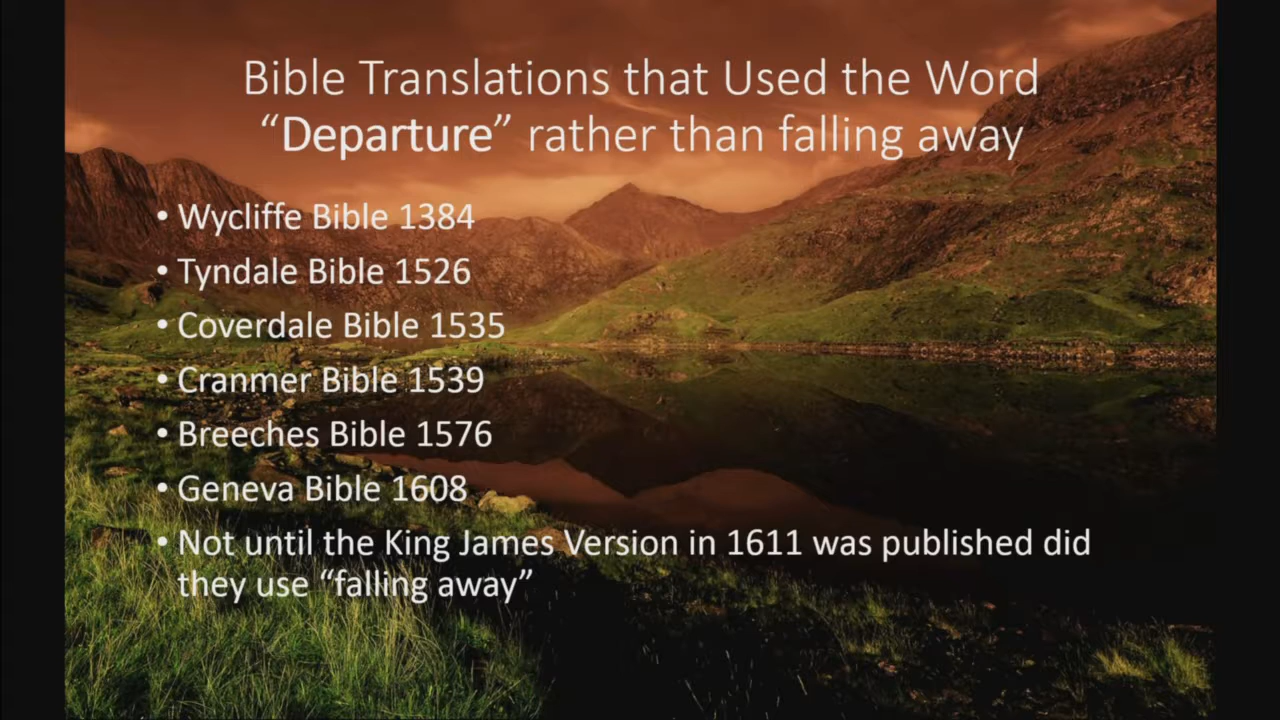 Bible Translations that Used the Word
“Departure” rather than falling away
• Wycliffe Bible 1384
• Tyndale Bible 1526
• Coverdale Bible 1535
• Cranmer Bible 1539
• Breeches Bible 1576
• Geneva Bible 1608
• Not until the King James Version in 1611 was published did
they use “falling away”